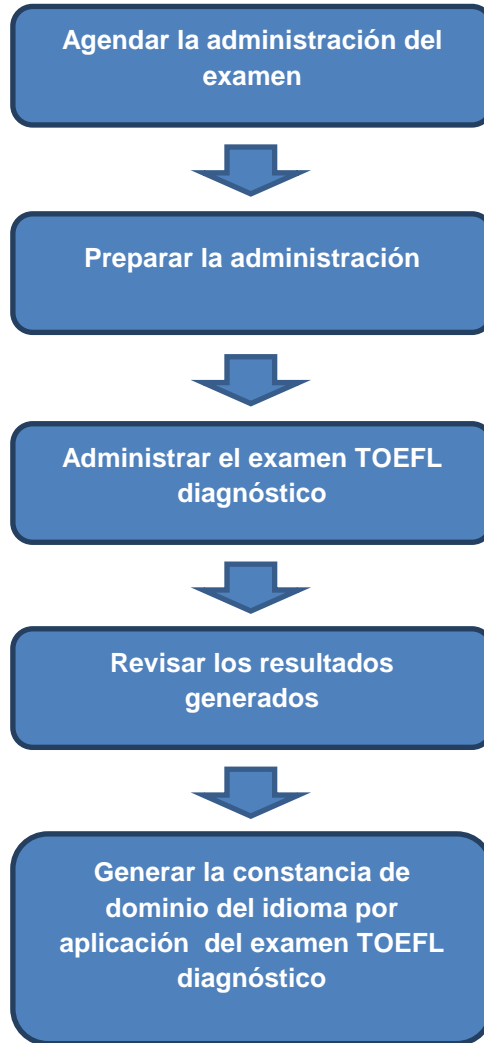 Agendar la administración del
examen
Preparar la administración
Administrar el examen TOEFL
diagnóstico
Revisar los resultados
generados
Generar la constancia de
dominio del idioma por
aplicación  del examen TOEFL
diagnóstico